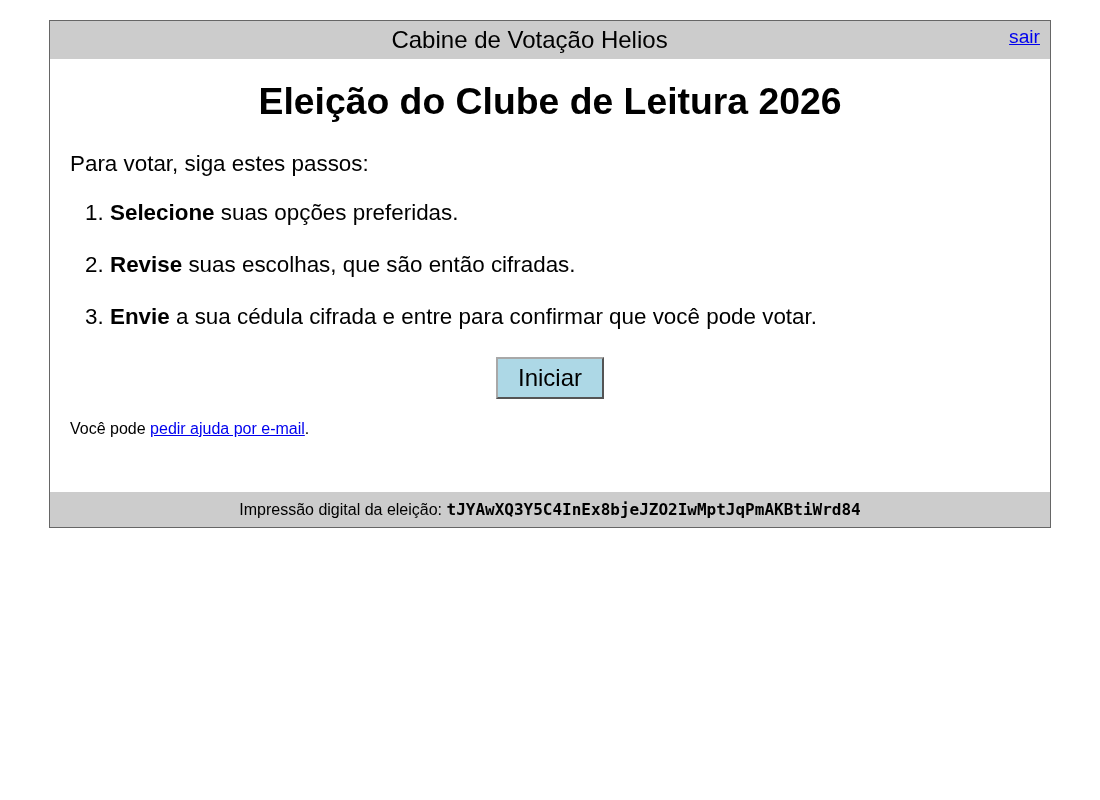 Cabine de Votação Helios
sair
Eleição do Clube de Leitura 2026
Para votar, siga estes passos:
1. Selecione suas opções preferidas.
2. Revise suas escolhas, que são então cifradas.
3. Envie a sua cédula cifrada e entre para confirmar que você pode votar.
Iniciar
Você pode pedir ajuda por e-mail.
Impressão digital da eleição: tJYAwXQ3Y5C4InEx8bjeJZO2IwMptJqPmAKBtiWrd84